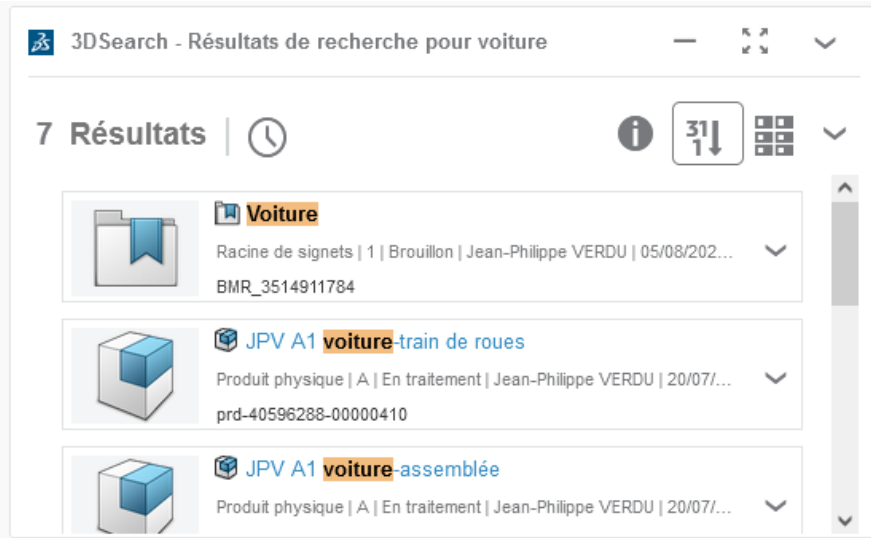 3DSearch - Résultats de recherche pour voiture
7 Résultats
31
1
Voiture
Racine de signets | 1 | Brouillon | Jean-Philippe VERDU | 05/08/202...
BMR_3514911784
JPV A1 voiture-train de roues
Produit physique | A | En traitement | Jean-Philippe VERDU | 20/07/...
prd-40596288-00000410
JPV A1 voiture-assemblée
Produit physique | A | En traitement | Jean-Philippe VERDU | 20/07/...